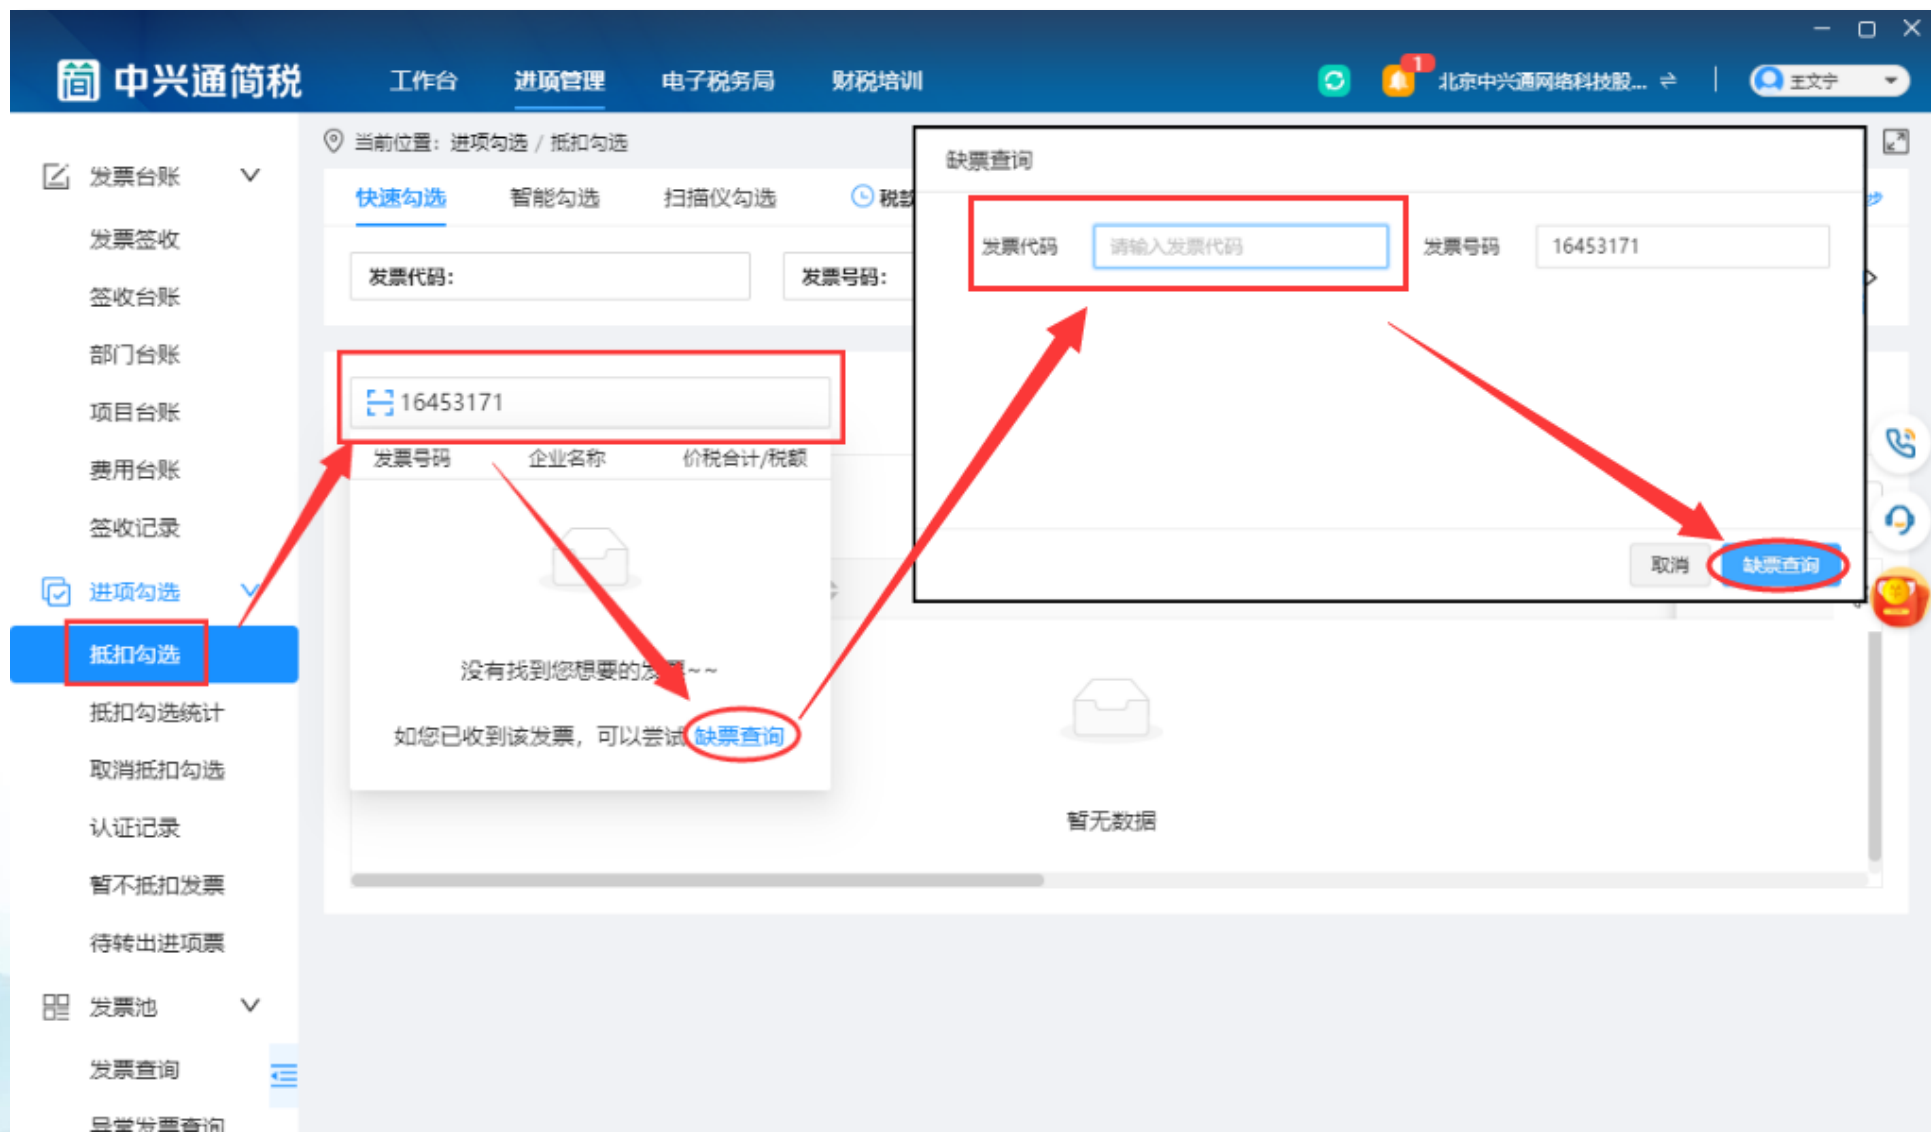 简 中兴通简税
工作台 进项管理 电子税务局 财税培训
1
北京中兴通网络科技股...
王文宁
发票台账
发票签收
签收台账
部门台账
项目台账
费用台账
签收记录
进项勾选
抵扣勾选
抵扣勾选统计
取消抵扣勾选
认证记录
暂不抵扣发票
待转出进项票
发票池
发票查询
异常发票查询
当前位置：进项勾选 / 抵扣勾选
快速勾选 智能勾选 扫描仪勾选 税款
步
发票代码：
发票号码：
16453171
发票号码 企业名称 价税合计/税额
没有找到您想要的发票~~
如您已收到该发票，可以尝试 缺票查询
暂无数据
缺票查询
发票代码 请输入发票代码 发票号码 16453171
取消 缺票查询